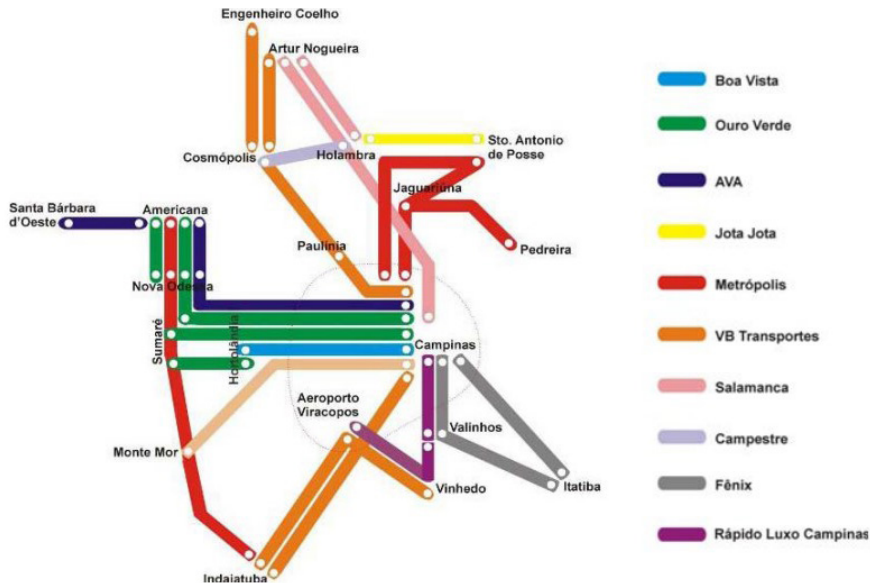 Engenheiro Coelho
Artur Nogueira
Cosmópolis
Holambra
Sto. Antonio
de Posse
Jaguariúna
Santa Bárbara
d'Oeste
Americana
Paulínia
Pedreira
Nova Odessa
Sumaré
Hortolândia
Campinas
Aeroporto
Viracopos
Valinhos
Monte Mor
Vinhedo
Itatiba
Indaiatuba
Boa Vista
Ouro Verde
AVA
Jota Jota
Metrópolis
VB Transportes
Salamanca
Campestre
Fênix
Rápido Luxo Campinas